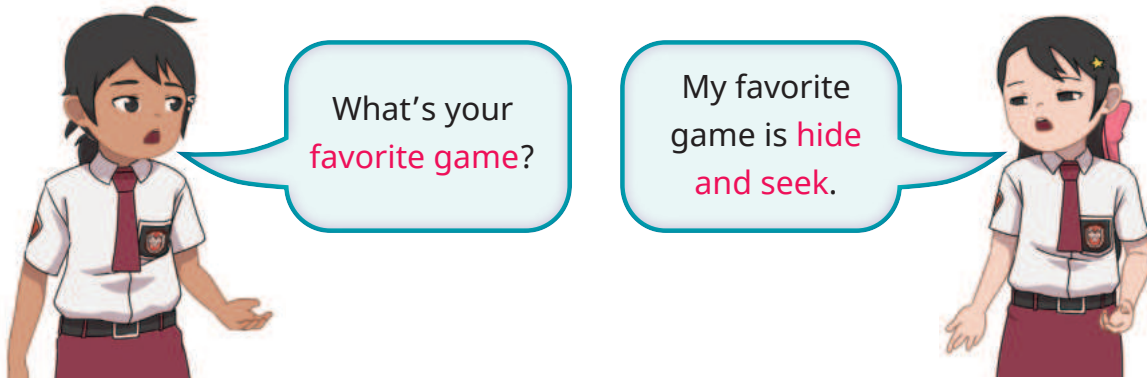 What's your
favorite game?
My favorite
game is hide
and seek.